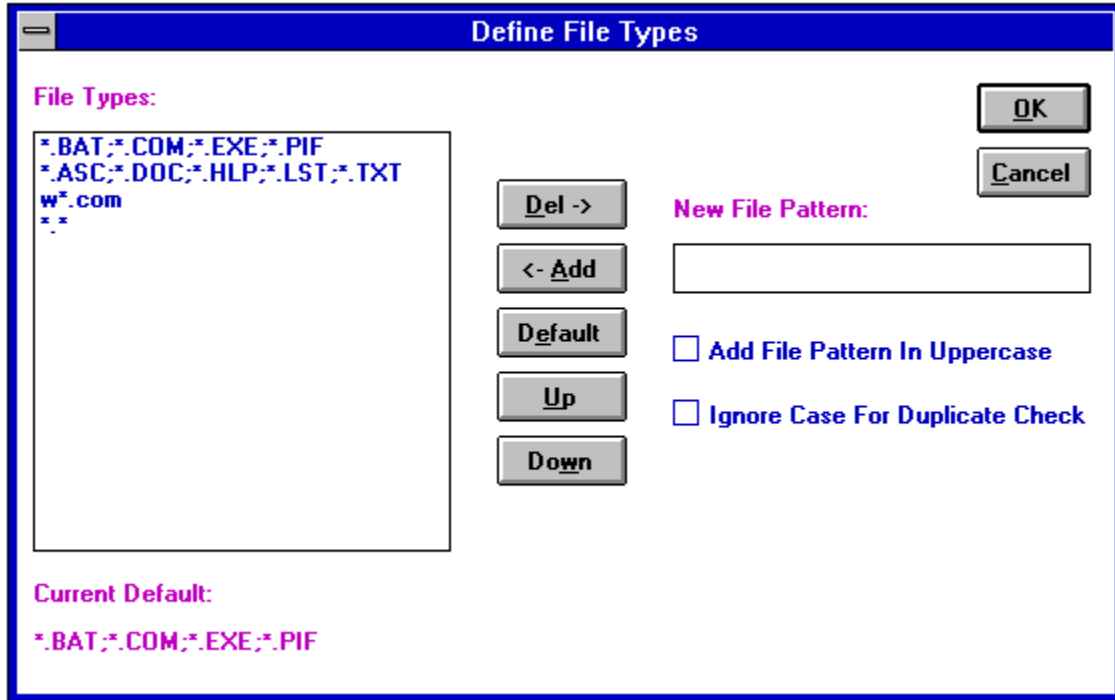 Define File Types
File Types:
*.BAT;*.COM;*.EXE;*.PIF
*.ASC;*.DOC;*.HLP;*.LST;*.TXT
w*.com
*.*
Del ->
<- Add
Default
Up
Down
OK
Cancel
New File Pattern:
Add File Pattern In Uppercase
Ignore Case For Duplicate Check
Current Default:
*.BAT;*.COM;*.EXE;*.PIF